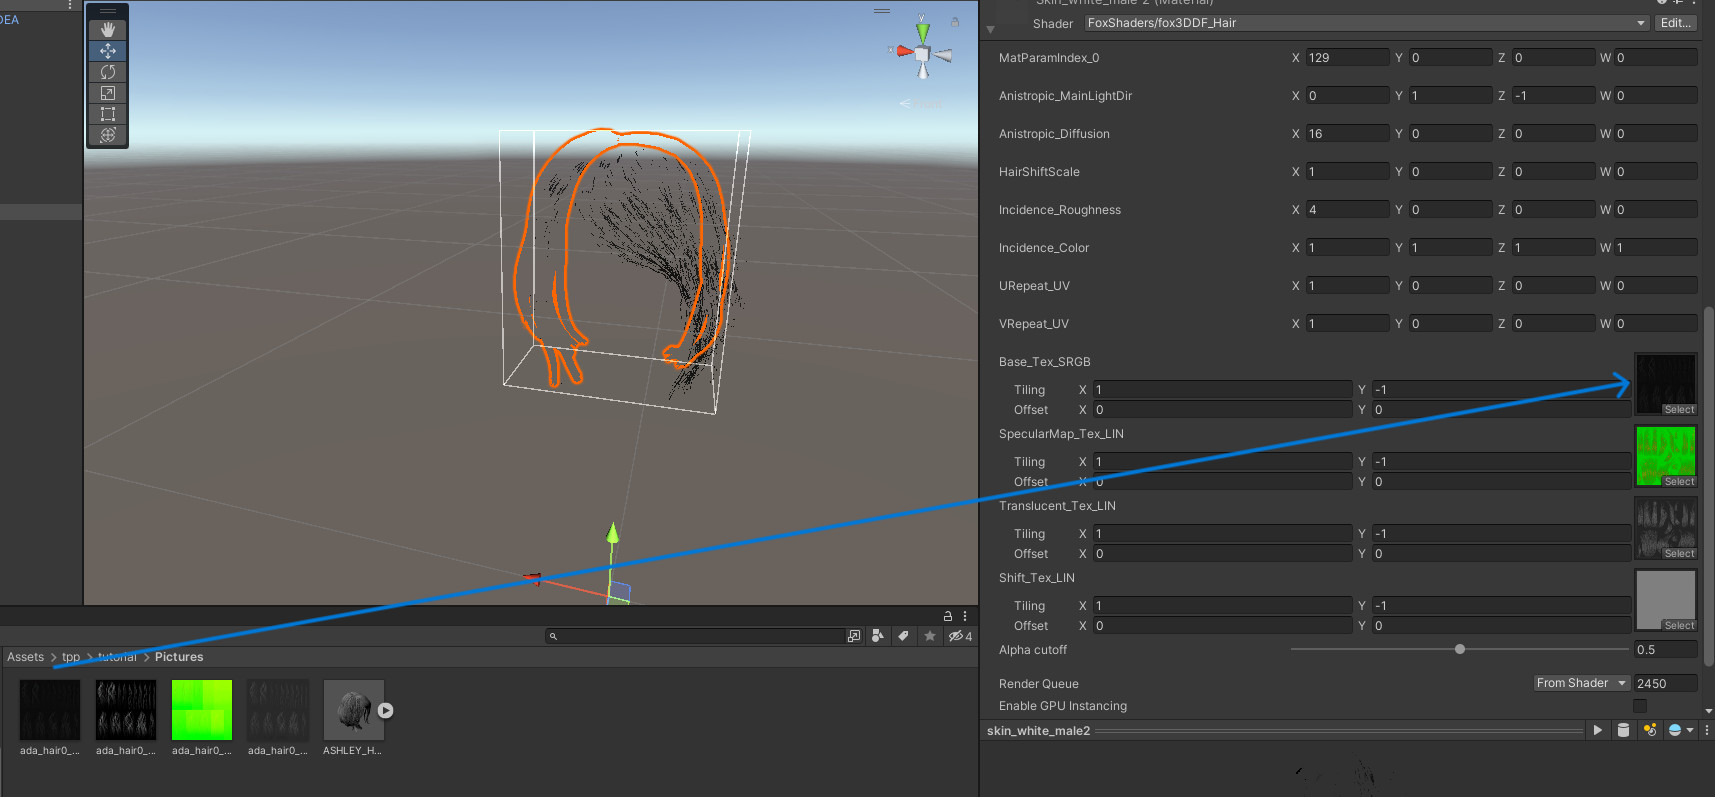 DEA
y
x
Skin_white_male 2 (Material)
Shader FoxShaders/fox3DDF_Hair Edit...
MatParamIndex_0 X 129 Y 0 Z 0 W 0
Anistropic_MainLightDir X 0 Y 1 Z -1 W 0
Anistropic_Diffusion X 16 Y 0 Z 0 W 0
HairShiftScale X 1 Y 0 Z 0 W 0
Incidence_Roughness X 4 Y 0 Z 0 W 0
Incidence_Color X 1 Y 1 Z 1 W 1
URepeat_UV X 1 Y 0 Z 0 W 0
VRepeat_UV X 1 Y 0 Z 0 W 0
Base_Tex_SRGB
Tiling X 1 Y -1
Offset X 0 Y 0 Select
SpecularMap_Tex_LIN
Tiling X 1 Y -1
Offset X 0 Y 0 Select
Translucent_Tex_LIN
Tiling X 1 Y -1
Offset X 0 Y 0 Select
Shift_Tex_LIN
Tiling X 1 Y -1
Offset X 0 Y 0 Select
Alpha cutoff 0.5
Render Queue From Shader 2450
Enable GPU Instancing
skin_white_male2
4
Assets > tpp > tutorial > Pictures
ada_hair0_... ada_hair0_... ada_hair0_... ada_hair0_... ASHLEY_H...